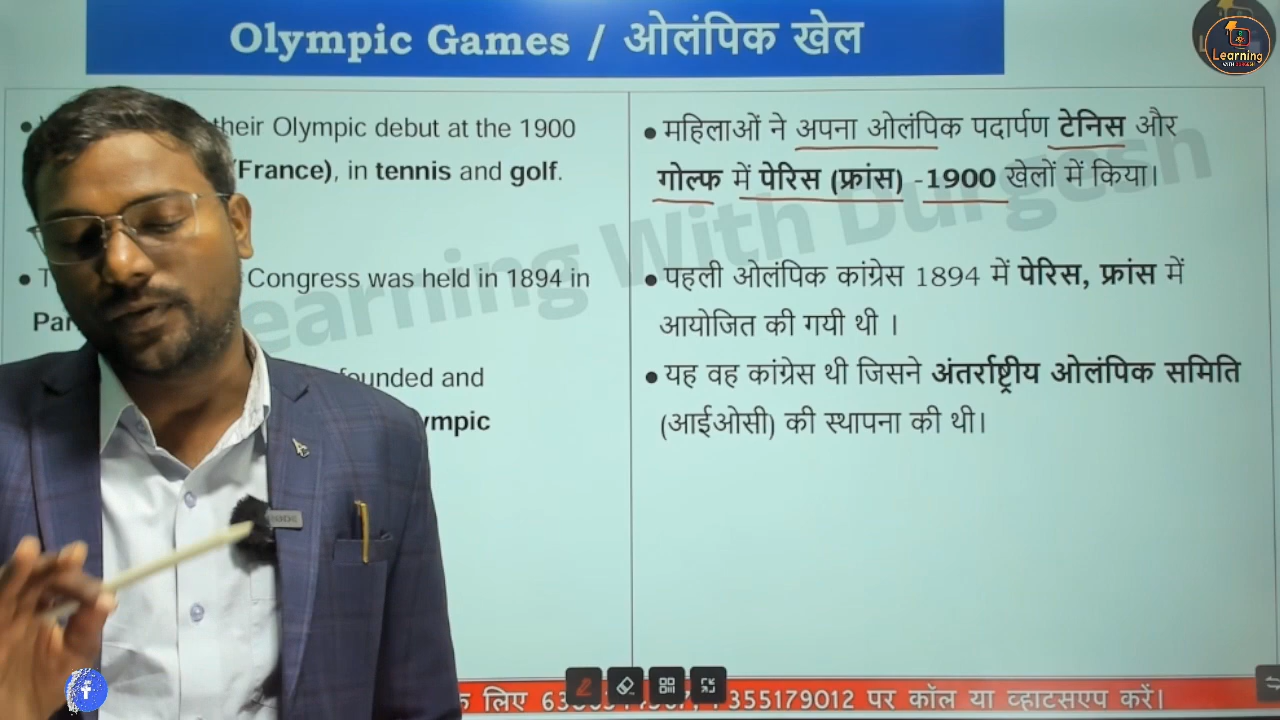 Olympic Games / ओलंपिक खेल
Learning
their Olympic debut at the 1900
(France), in tennis and golf.
Congress was held in 1894 in
founded and
• महिलाओं ने अपना ओलंपिक पदार्पण टेनिस और
गोल्फ में पेरिस (फ्रांस) -1900 खेलों में किया।
• पहली ओलंपिक कांग्रेस 1894 में पेरिस, फ्रांस में
आयोजित की गयी थी ।
• यह वह कांग्रेस थी जिसने अंतर्राष्ट्रीय ओलंपिक समिति
(आईओसी) की स्थापना की थी।
Learning With Durgesh
लिए 355179012 पर कॉल या व्हाटसएप करें।